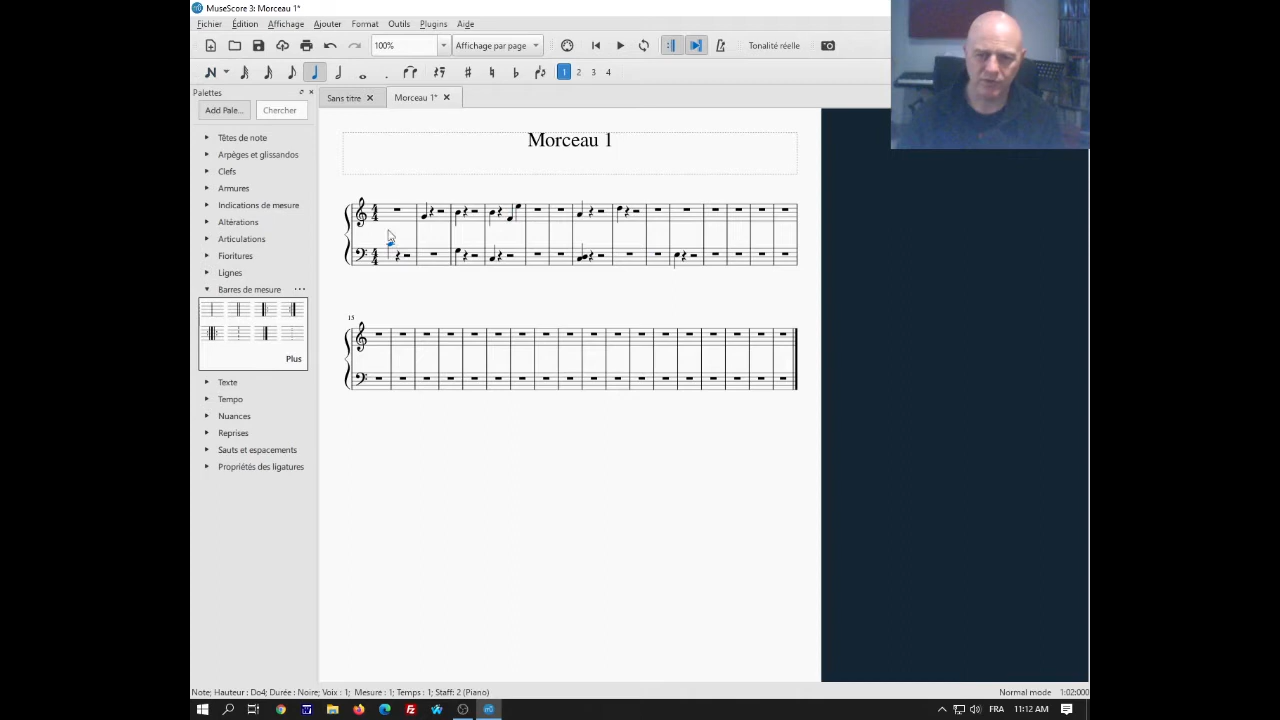 MuseScore 3: Morceau 1*
Fichier Édition Affichage Ajouter Format Outils Plugins Aide
100% Affichage par page Tonalité réelle
1 2 3 4
Palettes
Sans titre Morceau 1*
Add Pale... Chercher
Têtes de note
Arpèges et glissandos
Clefs
Armures
Indications de mesure
Altérations
Articulations
Fioritures
Lignes
Barres de mesure ...
Plus
Texte
Tempo
Nuances
Reprises
Sauts et espacements
Propriétés des ligatures
Morceau 1
15
Note; Hauteur : Do4; Durée : Noire; Voix : 1; Mesure : 1; Temps : 1; Staff: 2 (Piano)
Normal mode 1:02:000
FRA 11:12 AM